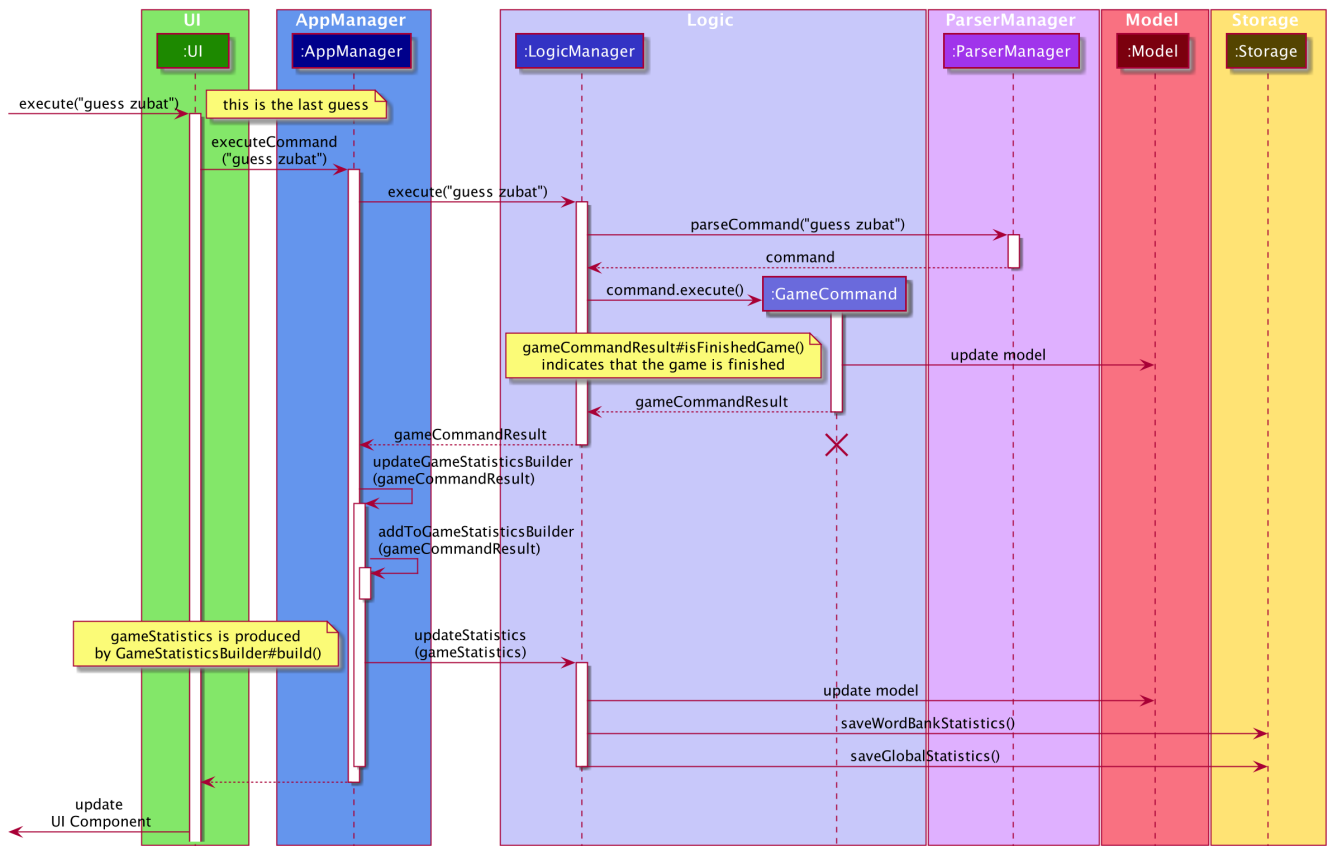 UI
AppManager
Logic
ParserManager
Model
Storage
:UI
:AppManager
:LogicManager
:ParserManager
:Model
:Storage
execute("guess zubat")
this is the last guess
executeCommand
("guess zubat")
execute("guess zubat")
parseCommand("guess zubat")
command
command.execute()
:GameCommand
gameCommandResult#isFinishedGame()
indicates that the game is finished
update model
gameCommandResult
gameCommandResult
updateGameStatisticsBuilder
(gameCommandResult)
addToGameStatisticsBuilder
(gameCommandResult)
gameStatistics is produced
by GameStatisticsBuilder#build()
updateStatistics
(gameStatistics)
update model
saveWordBankStatistics()
saveGlobalStatistics()
update
UI Component